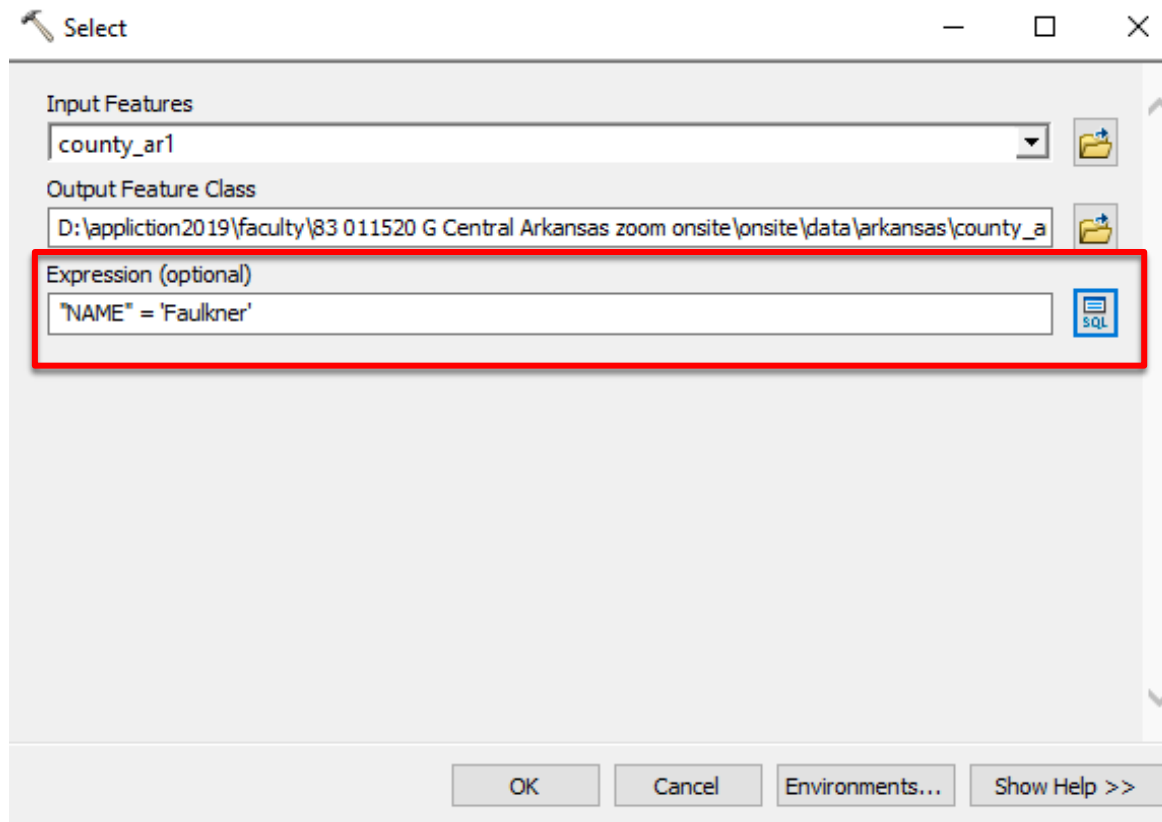 Select
Input Features
county_ar1
Output Feature Class
D:\appliction2019\faculty\83 011520 G Central Arkansas zoom onsite\onsite\data\arkansas\county_a
Expression (optional)
"NAME" = 'Faulkner'
SQL
OK Cancel Environments... Show Help >>